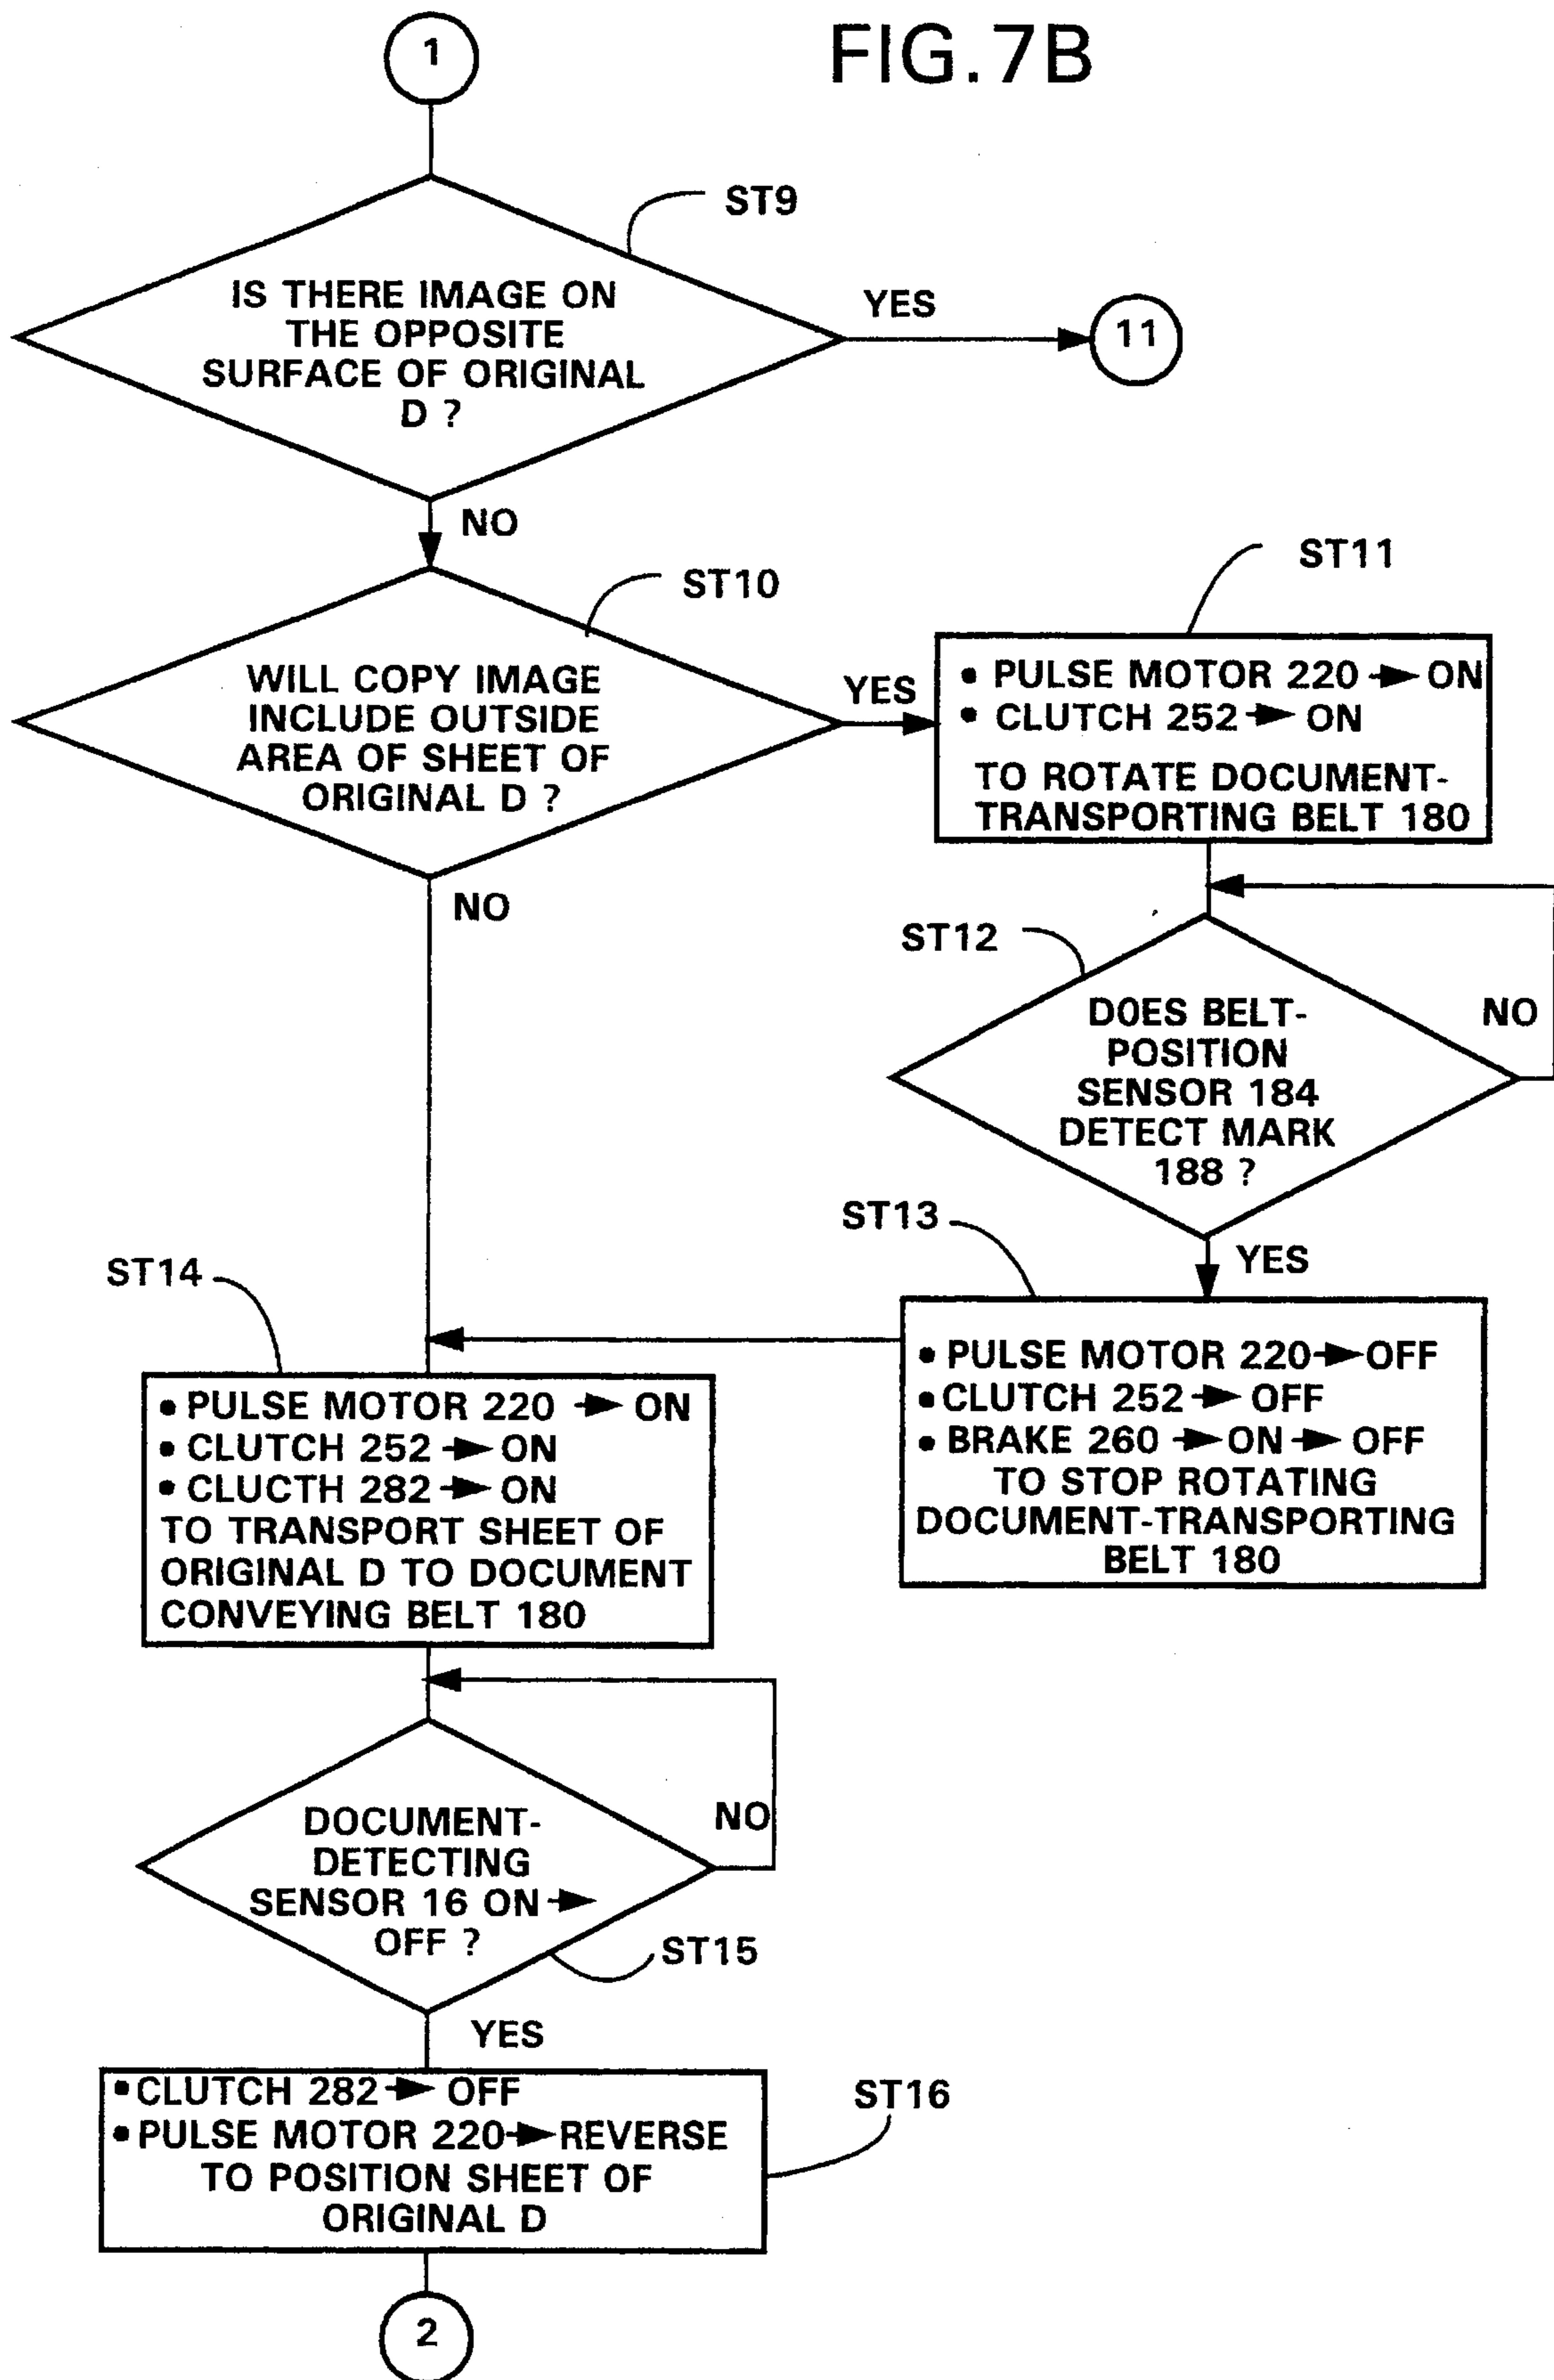 FIG.7B
1
ST9
IS THERE IMAGE ON
THE OPPOSITE
SURFACE OF ORIGINAL
D ?
YES
11
NO
ST10
WILL COPY IMAGE
INCLUDE OUTSIDE
AREA OF SHEET OF
ORIGINAL D ?
YES
NO
ST11
• PULSE MOTOR 220 → ON
• CLUTCH 252 → ON
TO ROTATE DOCUMENT-
TRANSPORTING BELT 180
ST12
DOES BELT-
POSITION
SENSOR 184
DETECT MARK
188 ?
NO
YES
ST13
• PULSE MOTOR 220 → OFF
• CLUTCH 252 → OFF
• BRAKE 260 → ON → OFF
TO STOP ROTATING
DOCUMENT-TRANSPORTING
BELT 180
ST14
• PULSE MOTOR 220 → ON
• CLUTCH 252 → ON
• CLUCTH 282 → ON
TO TRANSPORT SHEET OF
ORIGINAL D TO DOCUMENT
CONVEYING BELT 180
DOCUMENT-
DETECTING
SENSOR 16 ON →
OFF ?
NO
ST15
YES
• CLUTCH 282 → OFF
• PULSE MOTOR 220 → REVERSE
TO POSITION SHEET OF
ORIGINAL D
ST16
2